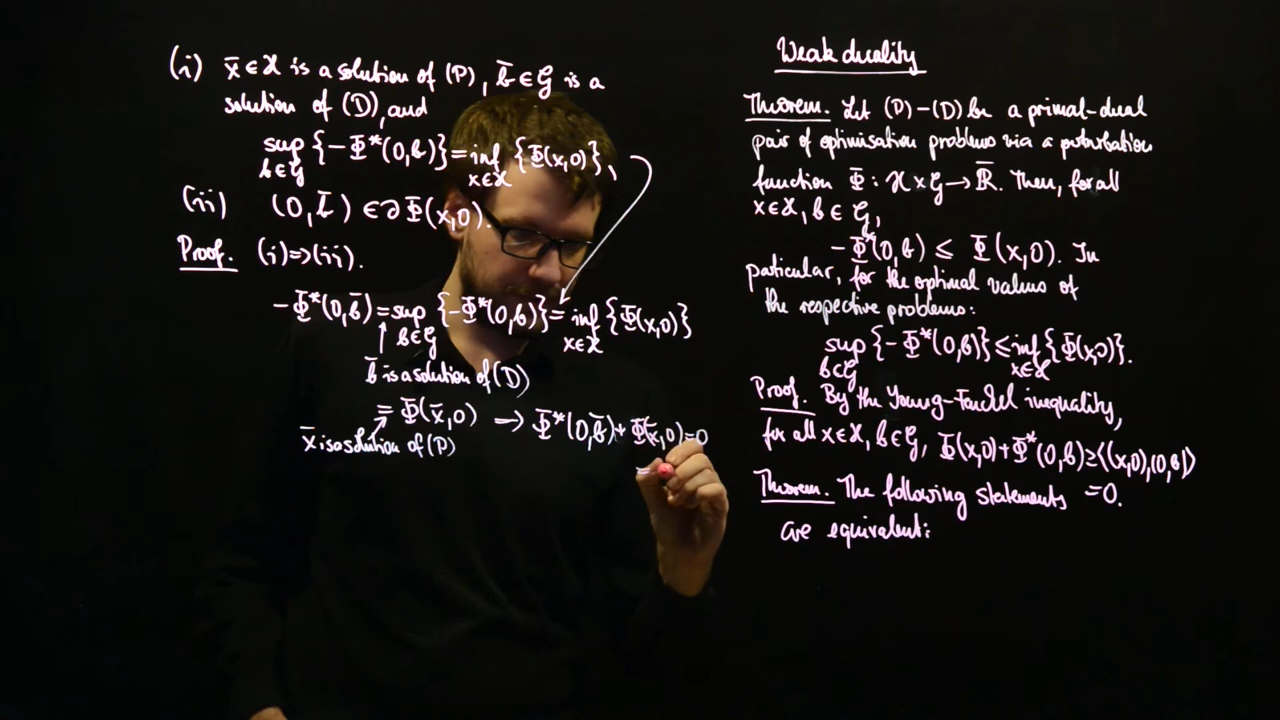 Weak duality
Theorem. Let (P)-(D) be a primal-dual
pair of optimisation problems via a perturbation
function Φ : X × G → R̅. Then, for all
x ∈ X, b ∈ G,
-Φ*(0,b) ≤ Φ(x,0). In
particular, for the optimal values of
the respective problems:
sup {-Φ*(0,b)} ≤ inf {Φ(x,0)}.
b∈G x∈X
Proof. By the Young-Fenchel inequality,
for all x∈X, b∈G, Φ(x,0)+Φ*(0,b)≥⟨(x,0),(0,b)⟩
=0.
Theorem. The following statements
are equivalent:
(i) x̄ ∈ X is a solution of (P), b̄ ∈ G is a
solution of (D), and
sup {-Φ*(0,b)} = inf {Φ(x,0)},
b∈G x∈X
(ii) (0,b̄) ∈ ∂Φ(x,0).
Proof. (i)=>(ii).
-Φ*(0,b̄) = sup {-Φ*(0,b)} = inf {Φ(x,0)}
b∈G x∈X
b̄ is a solution of (D)
= Φ(x̄,0) → Φ*(0,b̄) + Φ(x̄,0)=0
x̄ is a solution of (P)
=